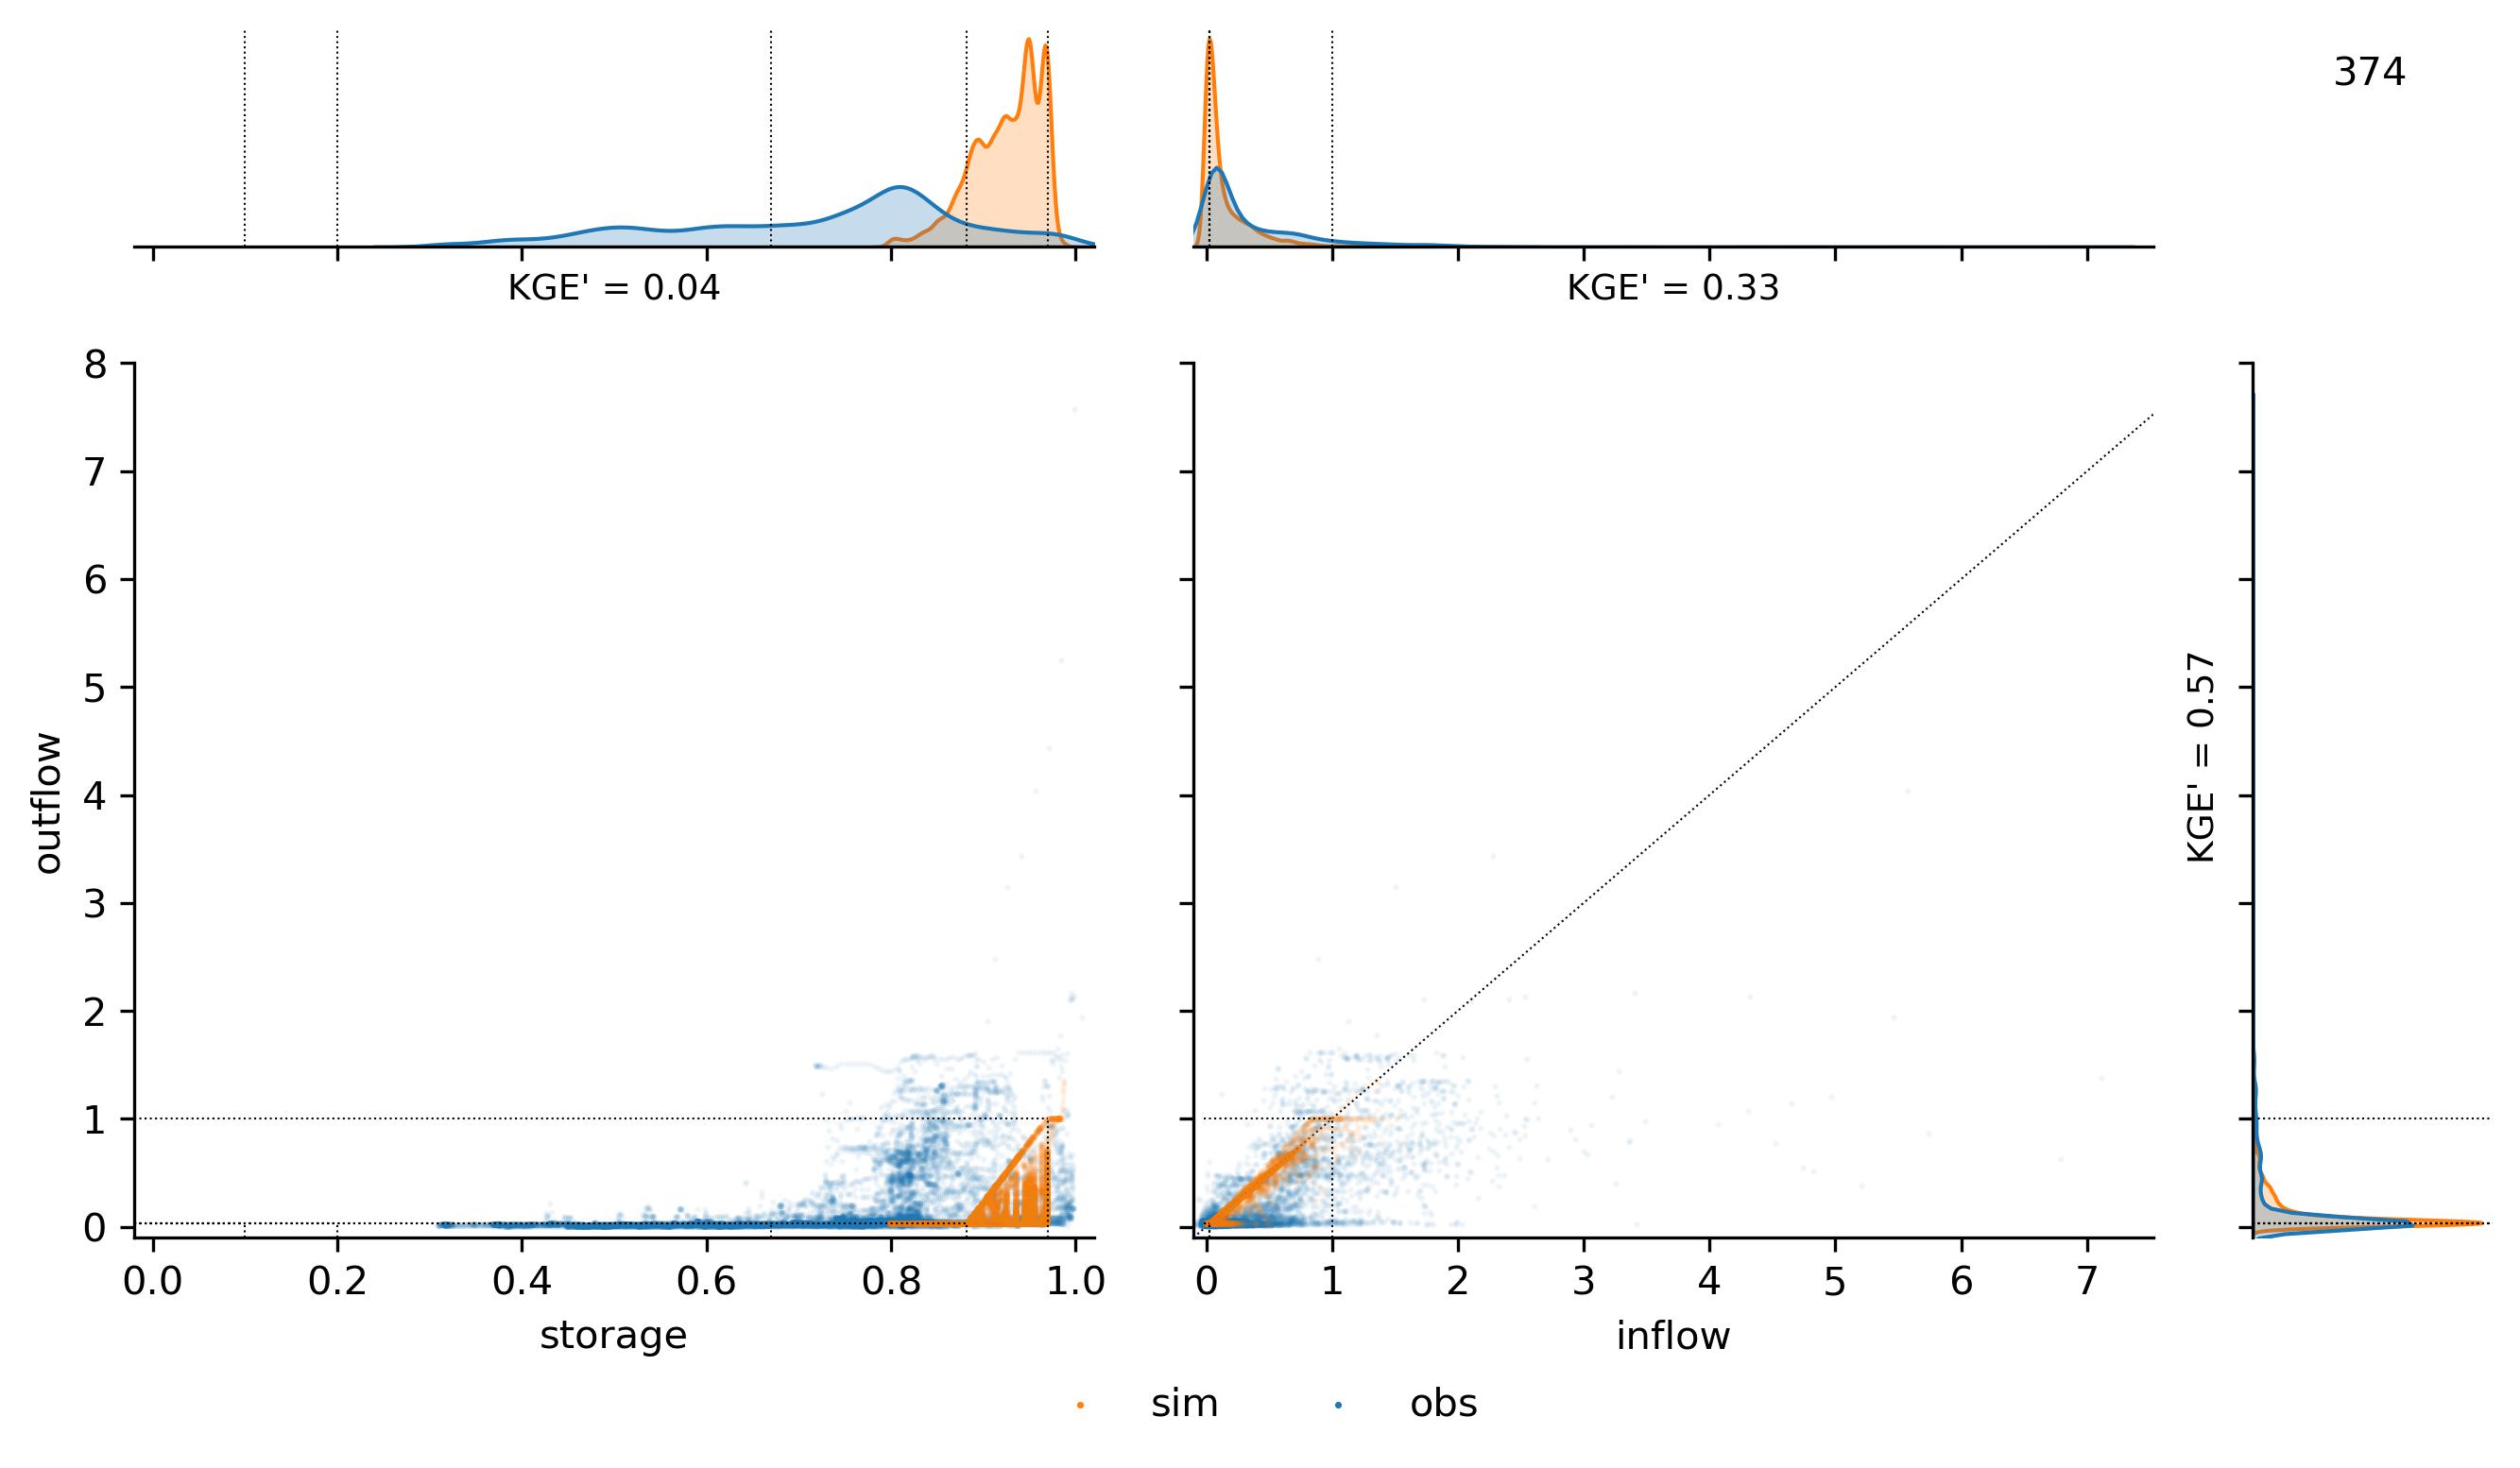 374
KGE' = 0.04
KGE' = 0.33
8
7
6
5
4
3
2
1
0
outflow
KGE' = 0.57
0.0 0.2 0.4 0.6 0.8 1.0
0 1 2 3 4 5 6 7
storage
inflow
sim obs